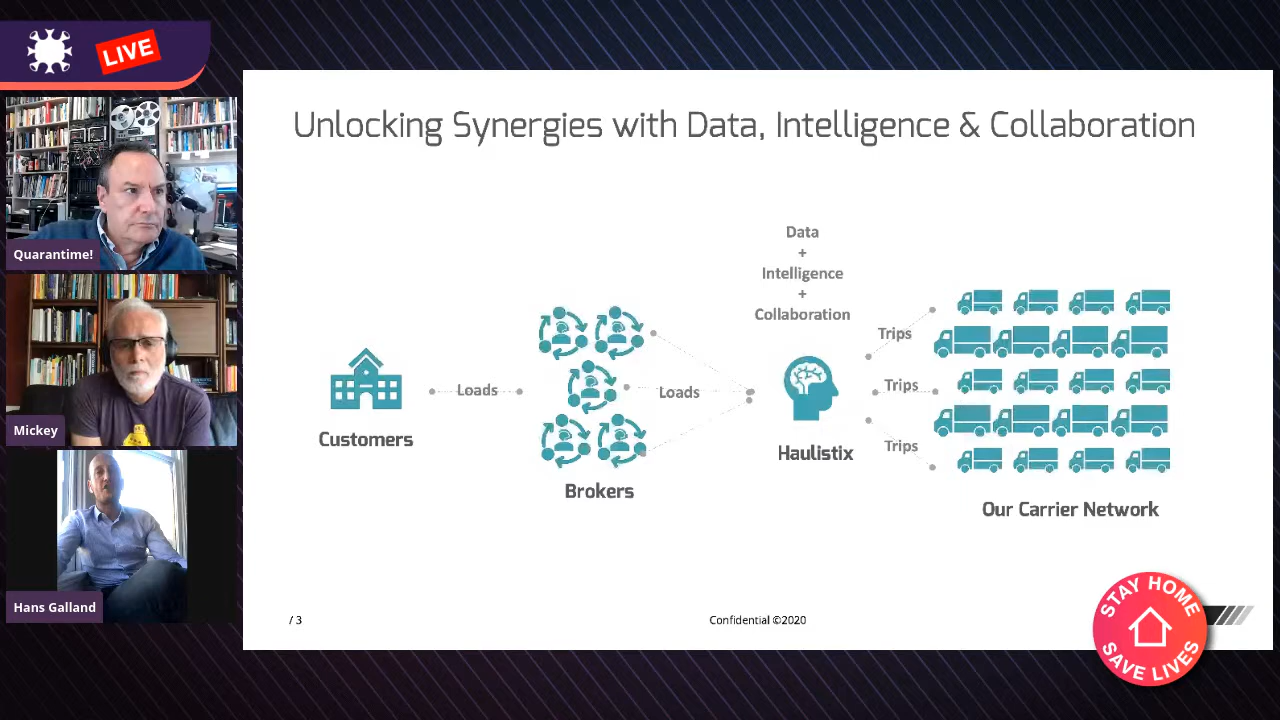 LIVE
Quarantime!
Mickey
Hans Galland
Unlocking Synergies with Data, Intelligence & Collaboration
Data
+
Intelligence
+
Collaboration
Loads
Loads
Trips
Trips
Trips
Customers
Brokers
Haulistix
Our Carrier Network
/ 3
Confidential ©2020
STAY HOME
SAVE LIVES